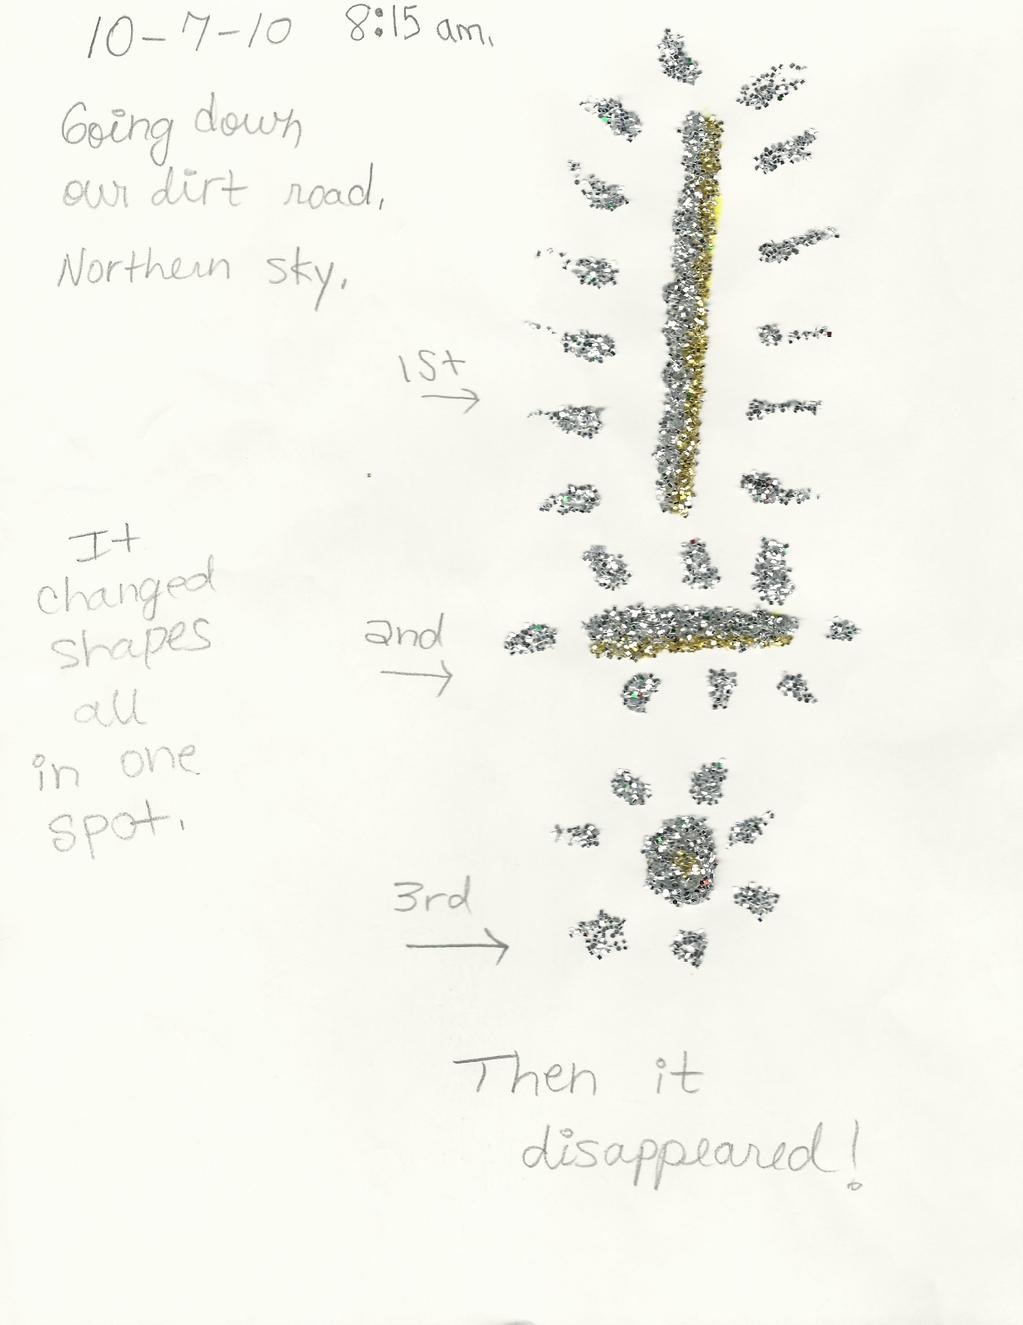 10-7-10 8:15 am.
Going down
our dirt road.
Northern sky.
1st
It
changed
shapes
all
in one
spot.
2nd
3rd
Then it
disappeared!